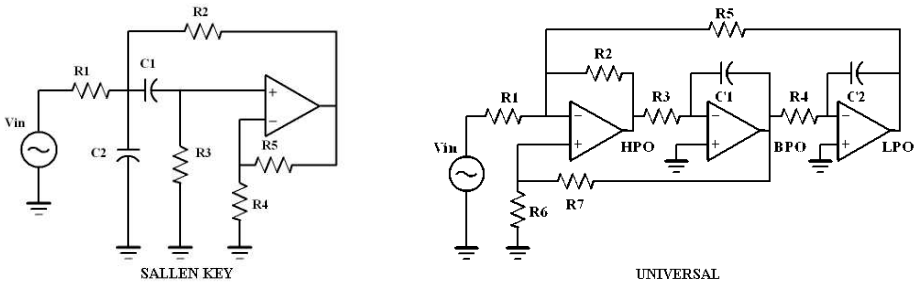 R2
R1
C1
Vin
C2
R3
R5
R4
SALLEN KEY
R5
R2
R1
R3
C1
R4
C2
Vin
HPO
BPO
LPO
R6
R7
UNIVERSAL